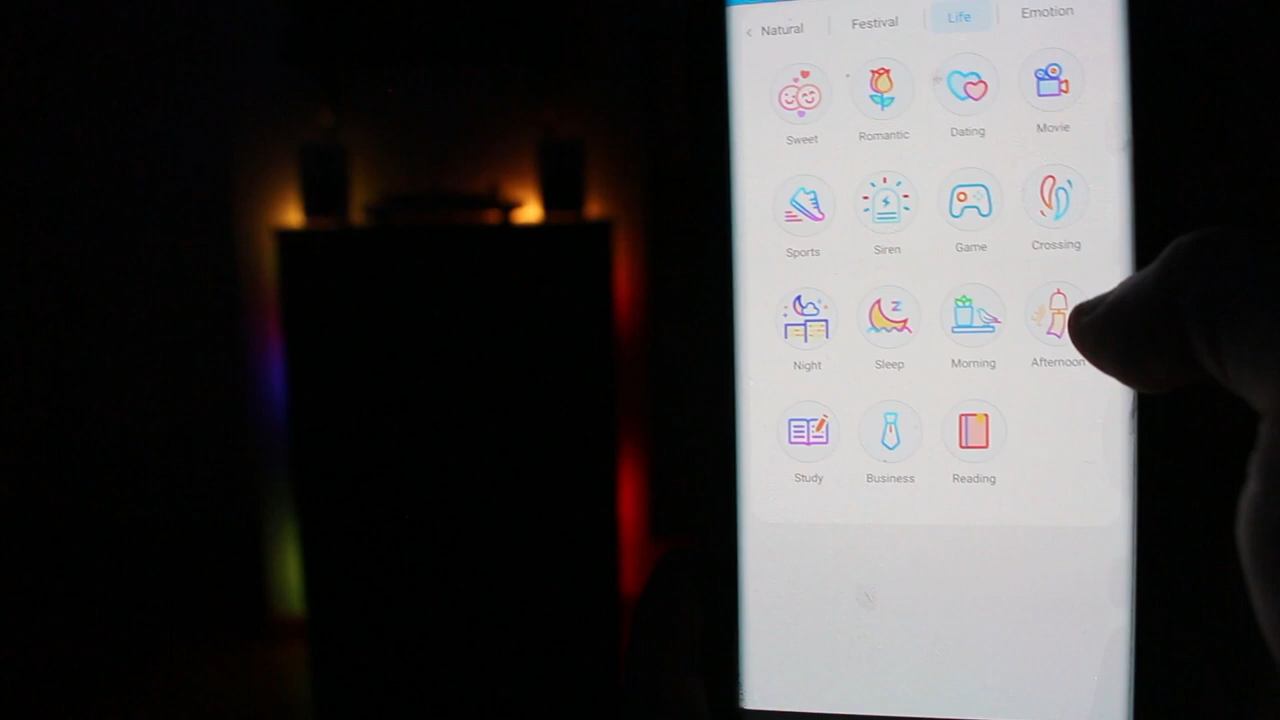 Natural Festival Life Emotion
Sweet Romantic Dating Movie
Sports Siren Game Crossing
Night Sleep Morning Afternoon
Study Business Reading